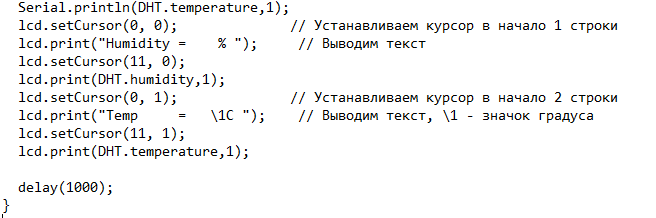 Serial.println(DHT.temperature,1);
lcd.setCursor(0, 0);              // Устанавливаем курсор в начало 1 строки
lcd.print("Humidity =    % ");     // Выводим текст
lcd.setCursor(11, 0);
lcd.print(DHT.humidity,1);
lcd.setCursor(0, 1);              // Устанавливаем курсор в начало 2 строки
lcd.print("Temp     =   \1C ");    // Выводим текст, \1 - значок градуса
lcd.setCursor(11, 1);
lcd.print(DHT.temperature,1);

delay(1000);
}